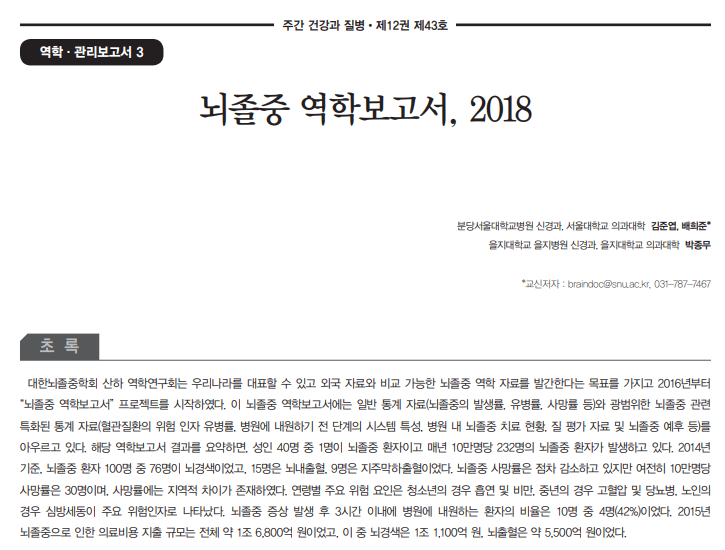 주간 건강과 질병 • 제12권 제43호
역학 · 관리보고서 3
뇌졸중 역학보고서, 2018
분당서울대학교병원 신경과, 서울대학교 의과대학 김준엽, 배희준*
을지대학교 을지병원 신경과, 을지대학교 의과대학 박종무
*교신저자 : braindoc@snu.ac.kr, 031-787-7467
초 록
대한뇌졸중학회 산하 역학연구회는 우리나라를 대표할 수 있고 외국 자료와 비교 가능한 뇌졸중 역학 자료를 발간한다는 목표를 가지고 2016년부터
"뇌졸중 역학보고서" 프로젝트를 시작하였다. 이 뇌졸중 역학보고서에는 일반 통계 자료(뇌졸중의 발생률, 유병률, 사망률 등)와 광범위한 뇌졸중 관련
특화된 통계 자료(혈관질환의 위험 인자 유병률, 병원에 내원하기 전 단계의 시스템 특성, 병원 내 뇌졸중 치료 현황, 질 평가 자료 및 뇌졸중 예후 등)를
아우르고 있다. 해당 역학보고서 결과를 요약하면, 성인 40명 중 1명이 뇌졸중 환자이고 매년 10만명당 232명의 뇌졸중 환자가 발생하고 있다. 2014년
기준, 뇌졸중 환자 100명 중 76명이 뇌경색이었고, 15명은 뇌내출혈, 9명은 지주막하출혈이었다. 뇌졸중 사망률은 점차 감소하고 있지만 여전히 10만명당
사망률은 30명이며, 사망률에는 지역적 차이가 존재하였다. 연령별 주요 위험 요인은 청소년의 경우 흡연 및 비만, 중년의 경우 고혈압 및 당뇨병, 노인의
경우 심방세동이 주요 위험인자로 나타났다. 뇌졸중 증상 발생 후 3시간 이내에 병원에 내원하는 환자의 비율은 10명 중 4명(42%)이었다. 2015년
뇌졸중으로 인한 의료비용 지출 규모는 전체 약 1조 6,800억 원이었고, 이 중 뇌경색은 1조 1,100억 원, 뇌출혈은 약 5,500억 원이었다.